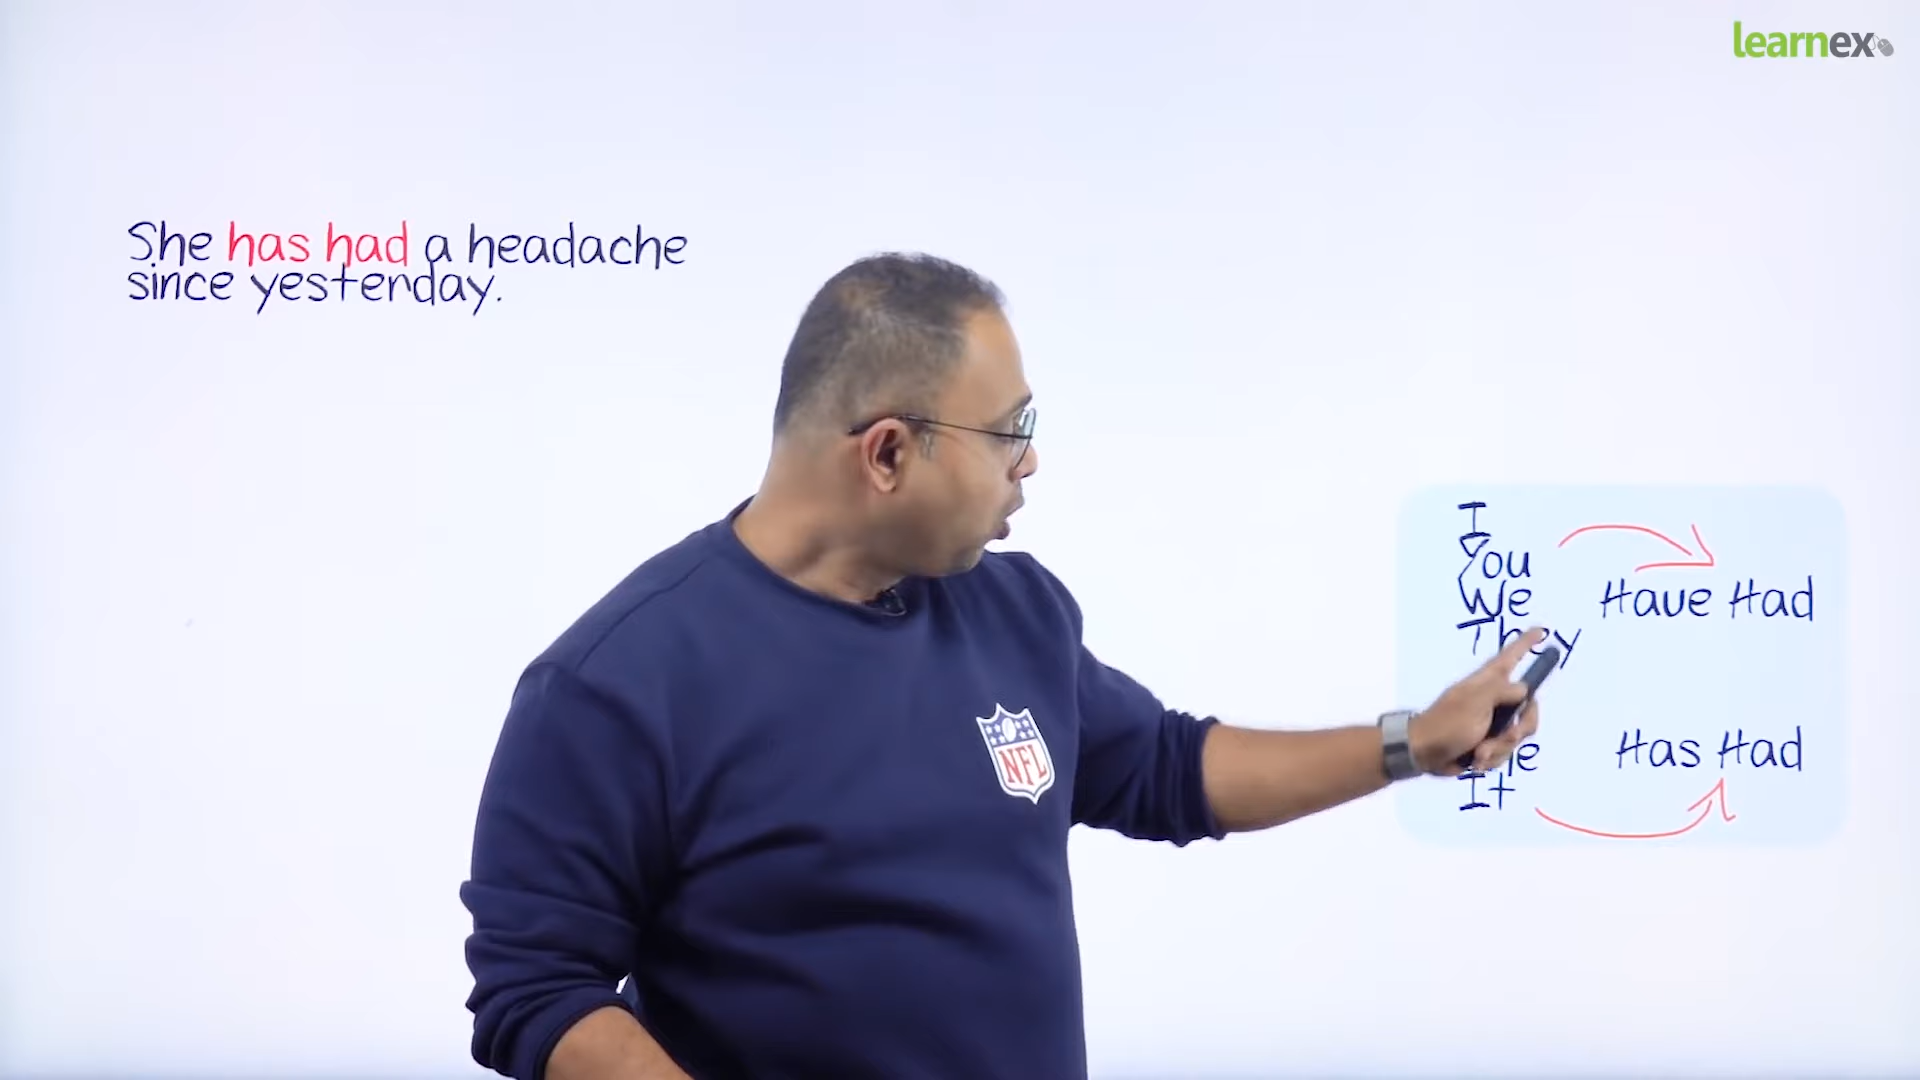 learnex
She has had a headache
since yesterday.
I
You
We
They
Have Had
It
Has Had
NFL